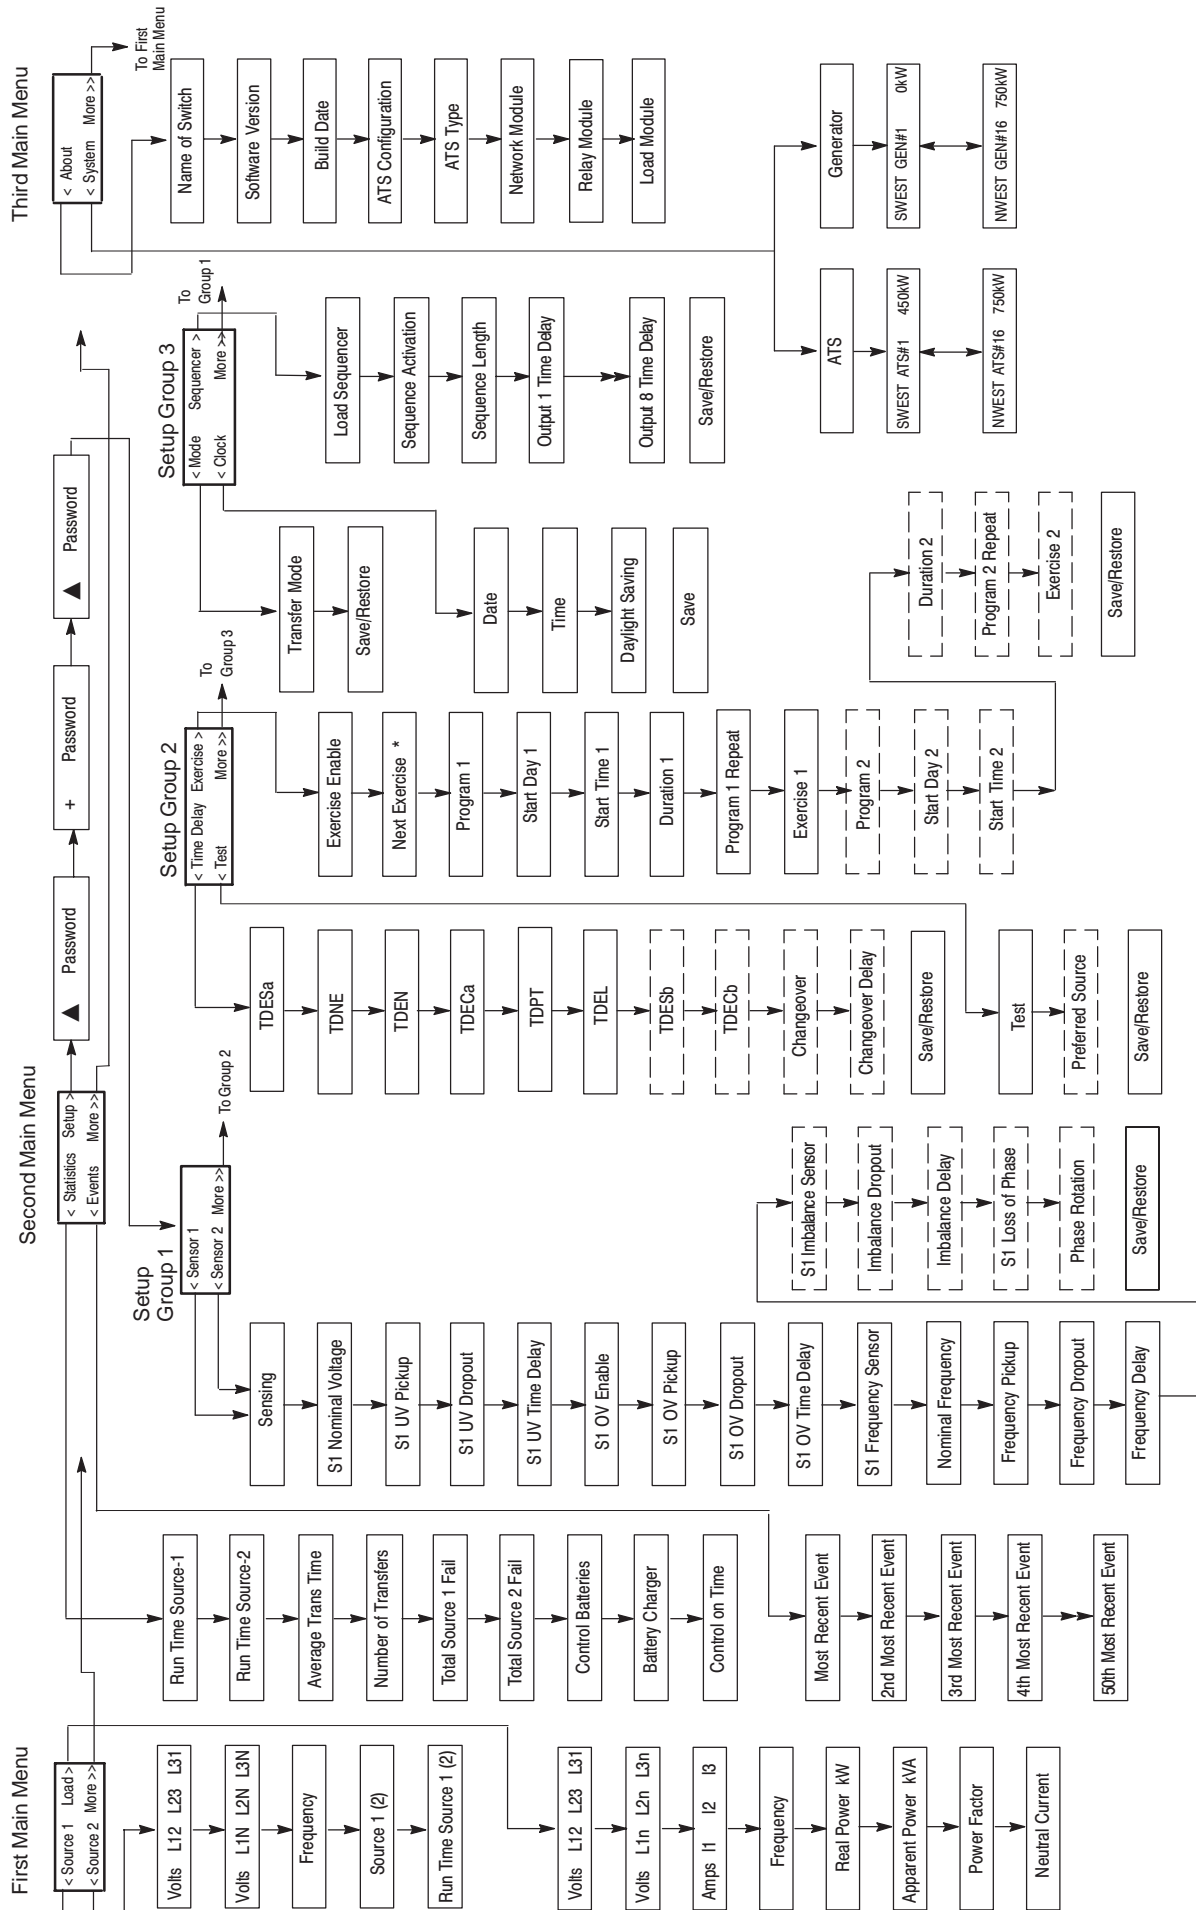 First Main Menu
< Source 1   Load >
< Source 2   More >>
Volts   L12   L23   L31
Volts   L1N   L2N   L3N
Frequency
Source 1 (2)
Run Time Source 1 (2)
Volts   L12   L23   L31
Volts   L1n   L2n   L3n
Amps   I1   I2   I3
Frequency
Real Power   kW
Apparent Power   kVA
Power Factor
Neutral Current
Second Main Menu
< Statistics   Setup >
< Events   More >>
▲   Password
+   Password
▲   Password
Run Time Source-1
Run Time Source-2
Average Trans Time
Number of Transfers
Total Source 1 Fail
Total Source 2 Fail
Control Batteries
Battery Charger
Control on Time
Most Recent Event
2nd Most Recent Event
3rd Most Recent Event
4th Most Recent Event
50th Most Recent Event
Setup
Group 1
< Sensor 1
< Sensor 2   More >>
To Group 2
Sensing
S1 Nominal Voltage
S1 UV Pickup
S1 UV Dropout
S1 UV Time Delay
S1 OV Enable
S1 OV Pickup
S1 OV Dropout
S1 OV Time Delay
S1 Frequency Sensor
Nominal Frequency
Frequency Pickup
Frequency Dropout
Frequency Delay
S1 Imbalance Sensor
Imbalance Dropout
Imbalance Delay
S1 Loss of Phase
Phase Rotation
Save/Restore
Setup Group 2
< Time Delay   Exercise >
< Test   More >>
To
Group 3
TDESa
TDNE
TDEN
TDECa
TDPT
TDEL
TDESb
TDECb
Changeover
Changeover Delay
Save/Restore
Test
Preferred Source
Save/Restore
Exercise Enable
Next Exercise *
Program 1
Start Day 1
Start Time 1
Duration 1
Program 1 Repeat
Exercise 1
Program 2
Start Day 2
Start Time 2
Duration 2
Program 2 Repeat
Exercise 2
Save/Restore
Setup Group 3
< Mode   Sequencer >
< Clock   More >>
To
Group 1
Transfer Mode
Save/Restore
Date
Time
Daylight Saving
Save
Load Sequencer
Sequence Activation
Sequence Length
Output 1 Time Delay
Output 8 Time Delay
Save/Restore
Third Main Menu
< About
< System   More >>
To First
Main Menu
Name of Switch
Software Version
Build Date
ATS Configuration
ATS Type
Network Module
Relay Module
Load Module
ATS
SWEST ATS#1   450kW
NWEST ATS#16   750kW
Generator
SWEST GEN#1   0kW
NWEST GEN#16   750kW